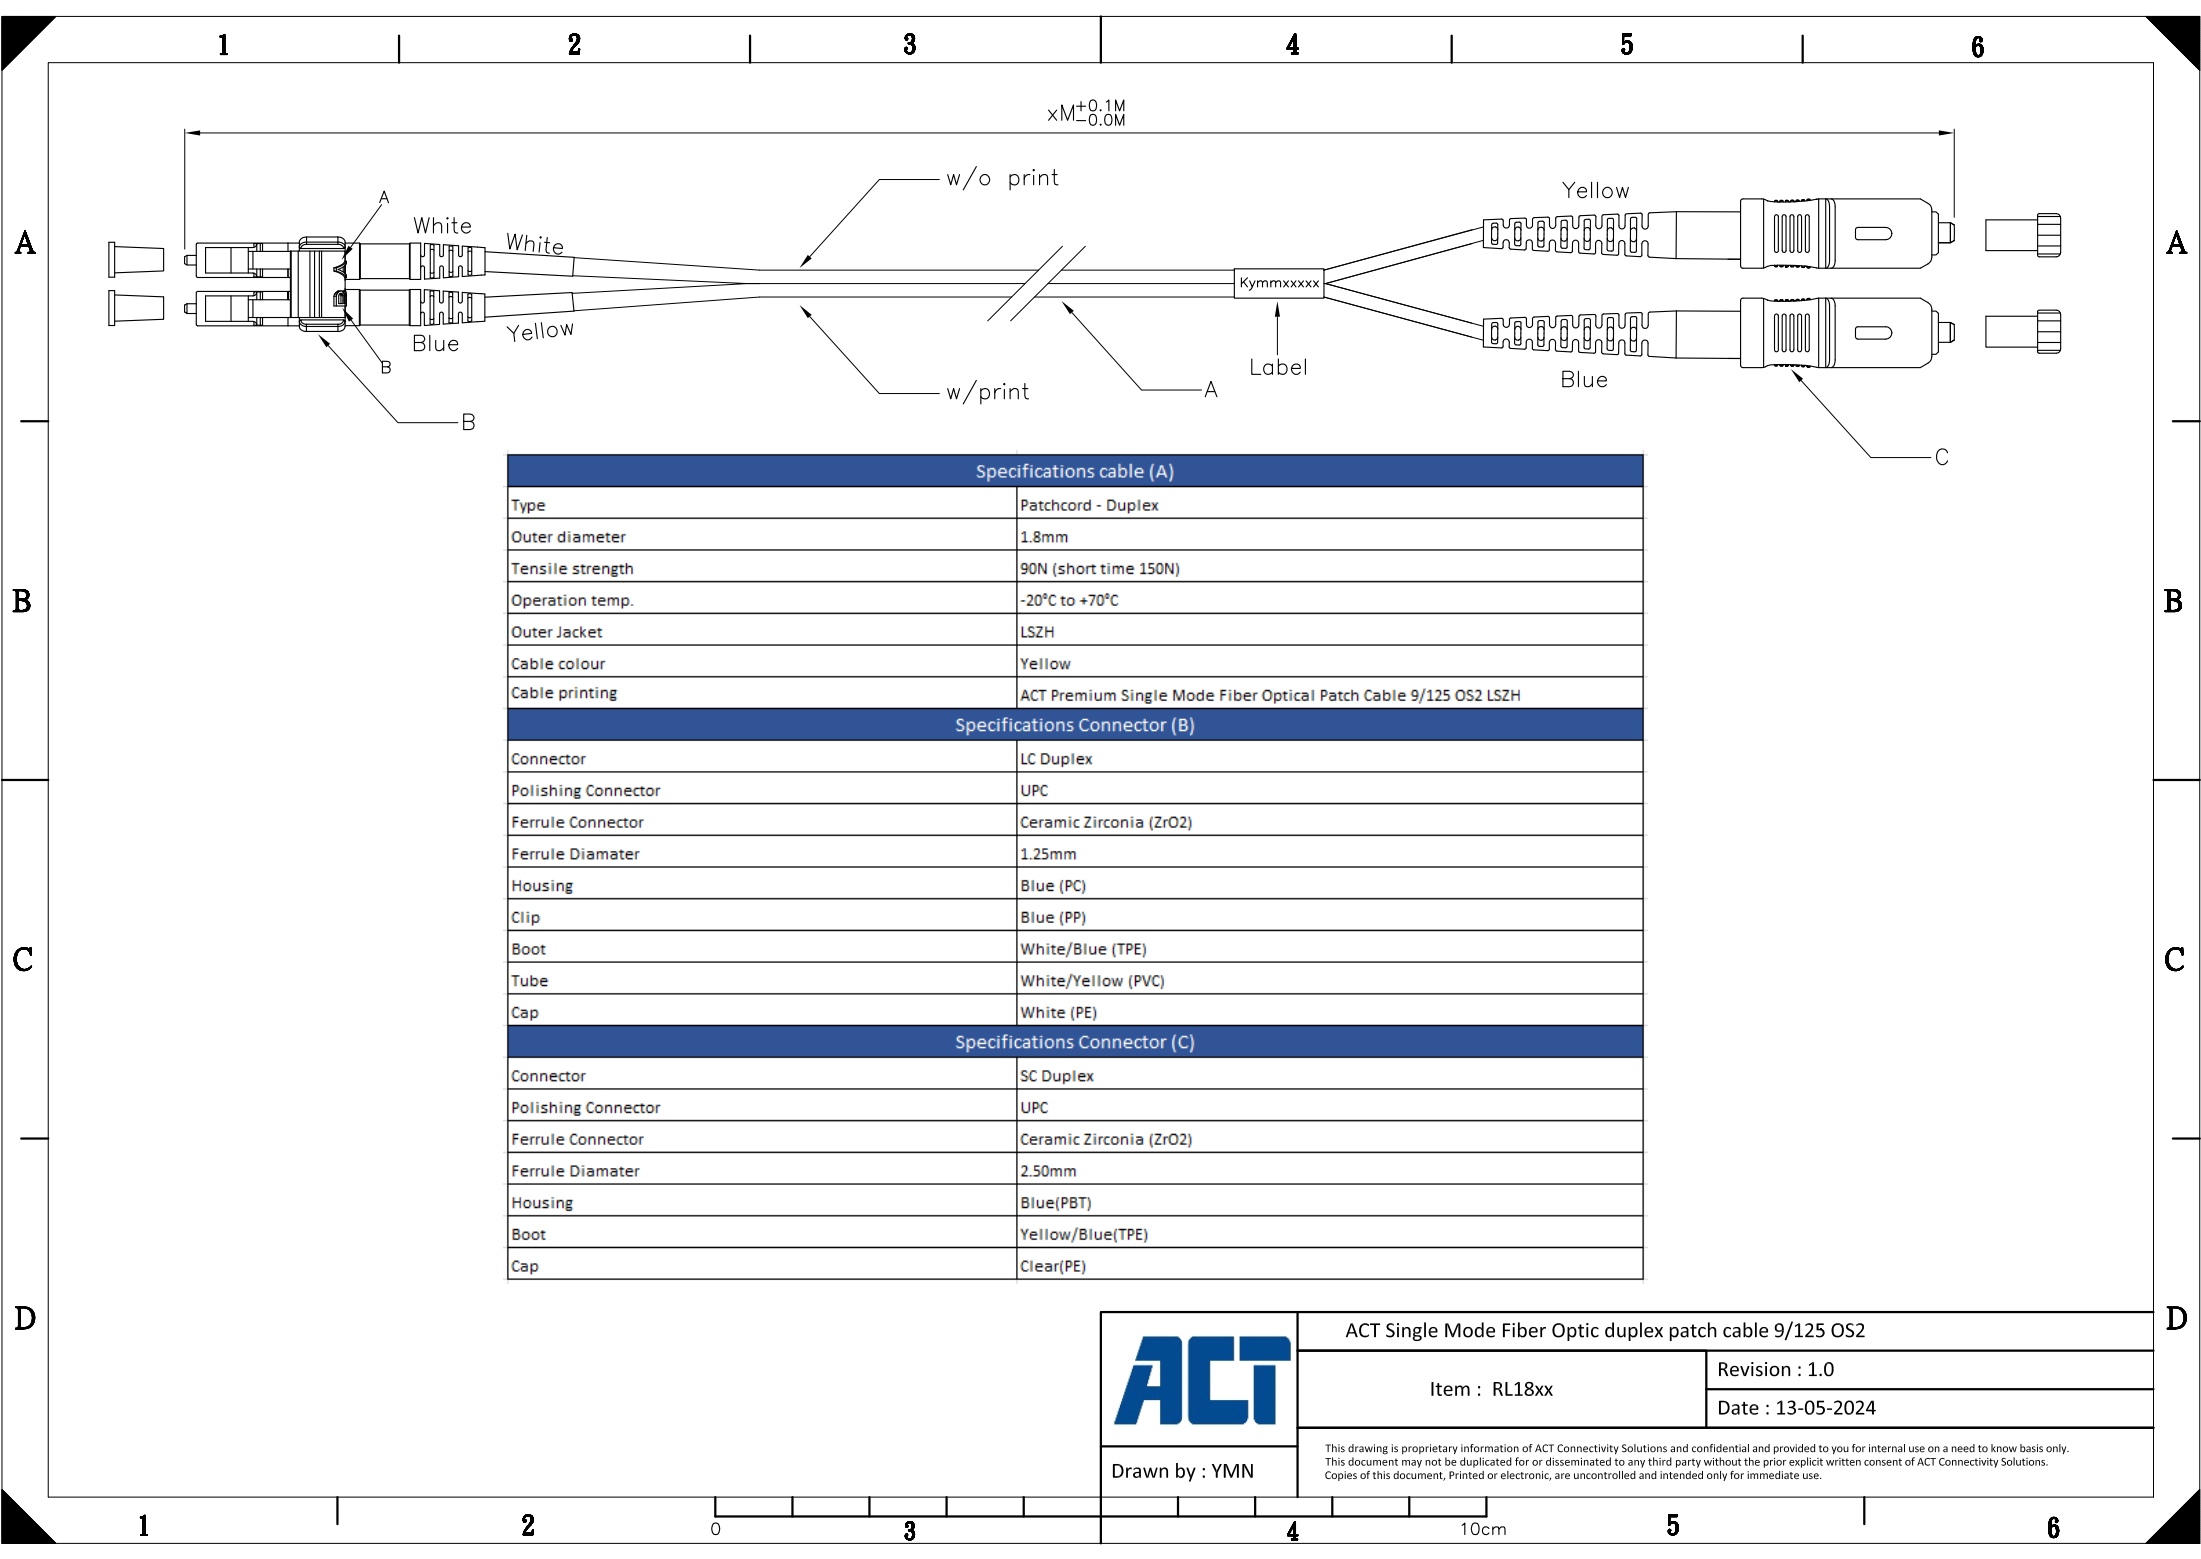 1 2 3 4 5 6
xM+0.1M
-0.0M
w/o print
Yellow
A
White
White
A A
A
B
Kymmxxxxx
Yellow
Blue
B
Label
Blue
w/print
A
B
C
Specifications cable (A)
Type Patchcord - Duplex
Outer diameter 1.8mm
Tensile strength 90N (short time 150N)
B Operation temp. -20°C to +70°C B
Outer Jacket LSZH
Cable colour Yellow
Cable printing ACT Premium Single Mode Fiber Optical Patch Cable 9/125 OS2 LSZH
Specifications Connector (B)
Connector LC Duplex
Polishing Connector UPC
Ferrule Connector Ceramic Zirconia (ZrO2)
Ferrule Diamater 1.25mm
Housing Blue (PC)
Clip Blue (PP)
Boot White/Blue (TPE)
C C
Tube White/Yellow (PVC)
Cap White (PE)
Specifications Connector (C)
Connector SC Duplex
Polishing Connector UPC
Ferrule Connector Ceramic Zirconia (ZrO2)
Ferrule Diamater 2.50mm
Housing Blue(PBT)
Boot Yellow/Blue(TPE)
Cap Clear(PE)
D D
ACT
ACT Single Mode Fiber Optic duplex patch cable 9/125 OS2
Item : RL18xx
Revision : 1.0
Date : 13-05-2024
Drawn by : YMN
This drawing is proprietary information of ACT Connectivity Solutions and confidential and provided to you for internal use on a need to know basis only.
This document may not be duplicated for or disseminated to any third party without the prior explicit written consent of ACT Connectivity Solutions.
Copies of this document, Printed or electronic, are uncontrolled and intended only for immediate use.
1 2 0 3 4 10cm 5 6